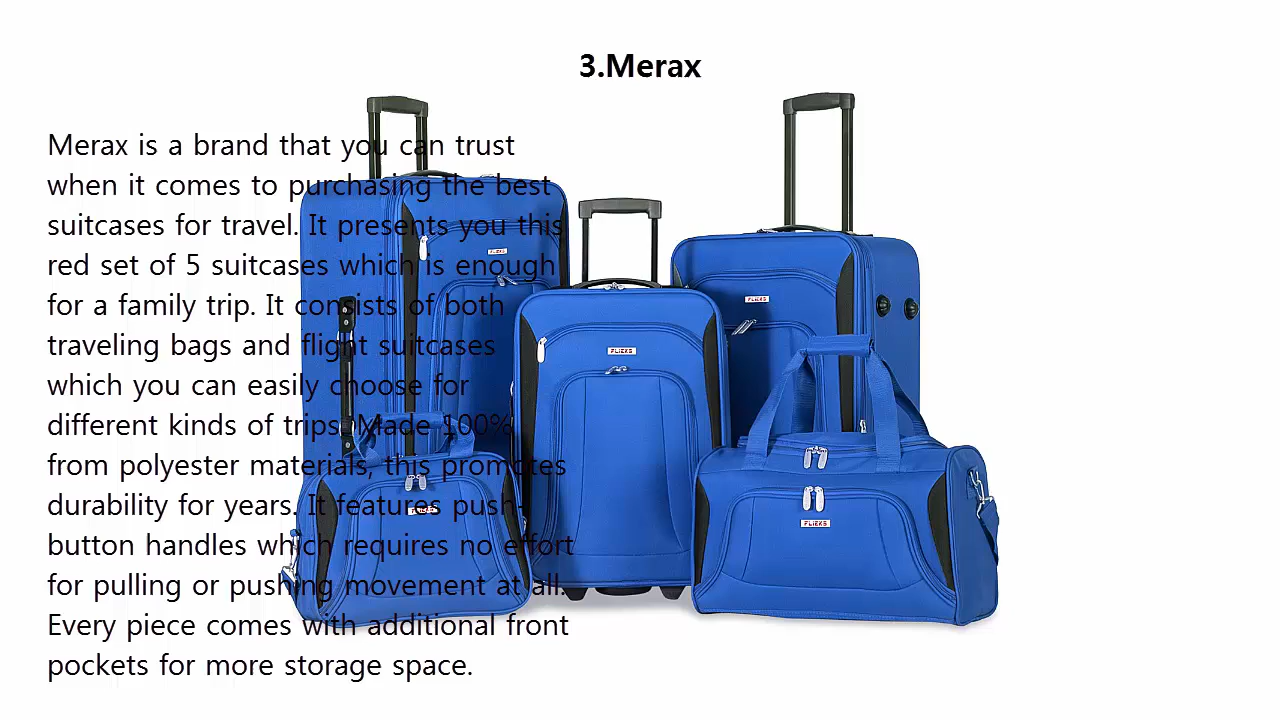 3.Merax
Merax is a brand that you can trust
when it comes to purchasing the best
suitcases for travel. It presents you this
red set of 5 suitcases which is enough
for a family trip. It consists of both
traveling bags and flight suitcases
which you can easily choose for
different kinds of trips. Made 100%
from polyester materials, this promotes
durability for years. It features push-
button handles which requires no effort
for pulling or pushing movement at all.
Every piece comes with additional front
pockets for more storage space.
FLIEKS
FLIEKS
FLIEKS
FLIEKS